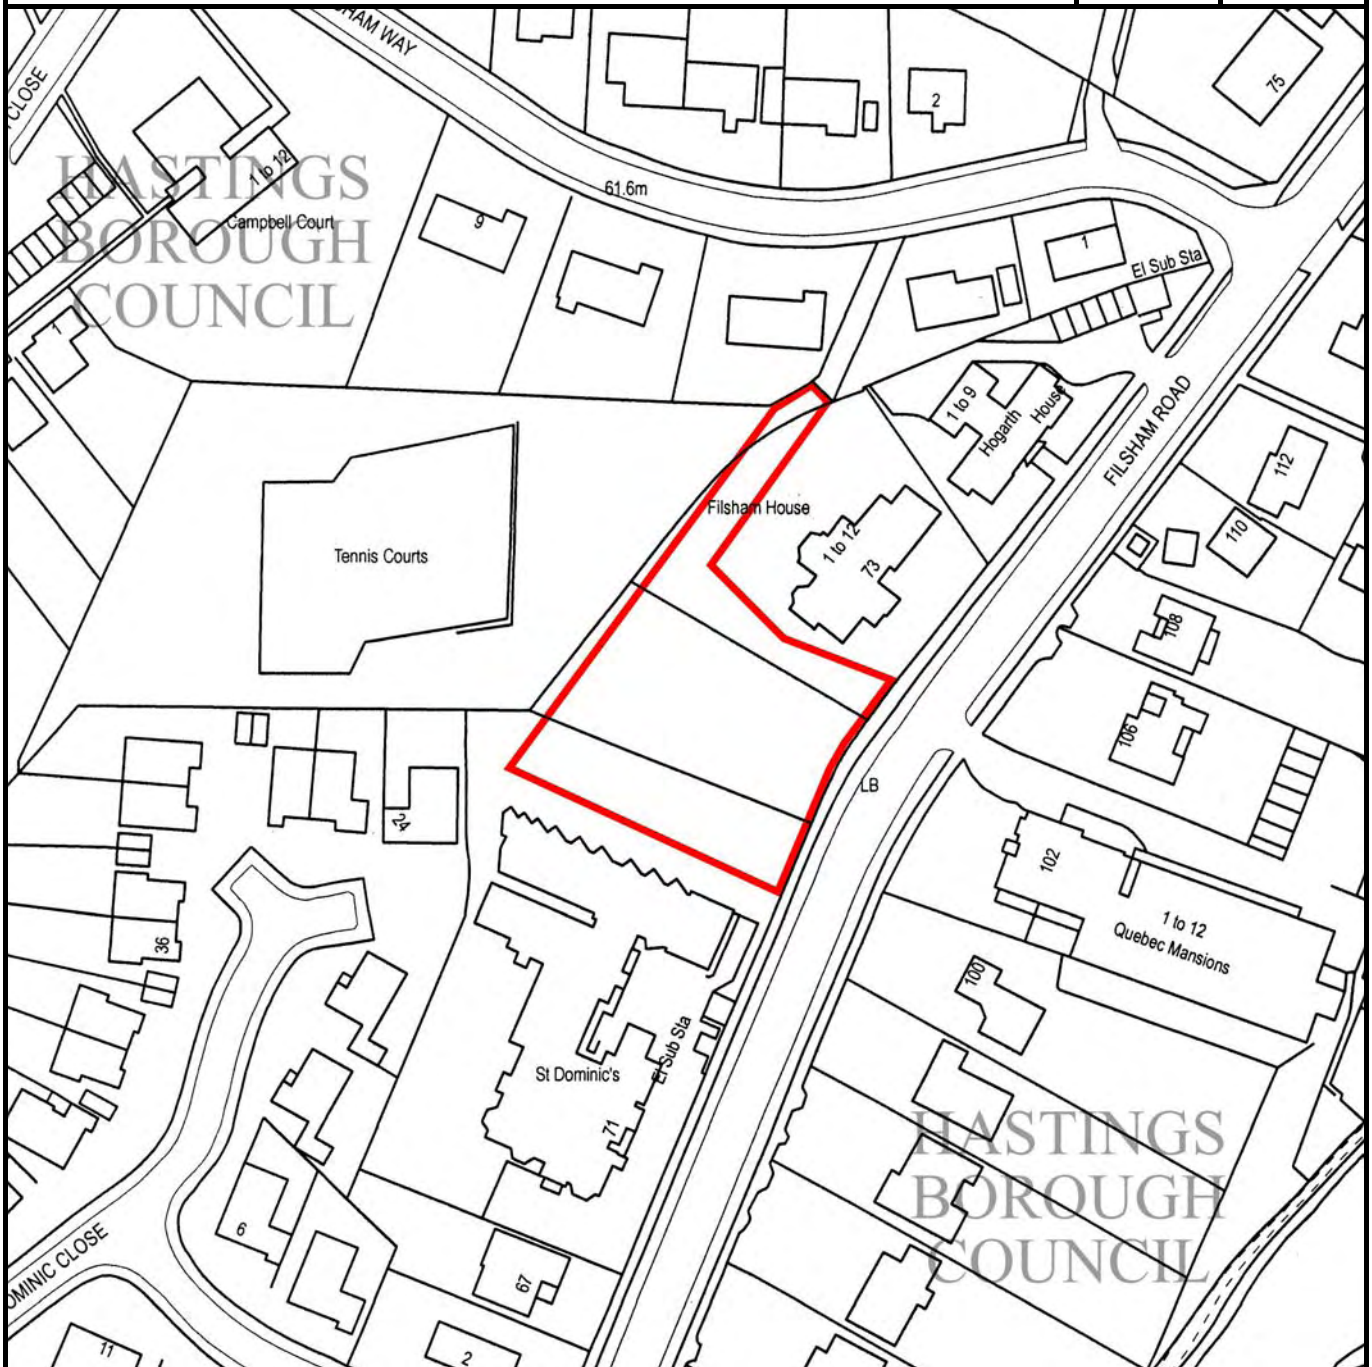 HAM WAY
CLOSE
75
2
1 to 12
HASTINGS
BOROUGH
COUNCIL
Campbell Court
61.6m
9
1
El Sub Sta
1
1 to 9
Hogarth House
FILSHAM ROAD
112
110
Filsham House
1 to 12
73
Tennis Courts
108
106
LB
24
102
1 to 12
Quebec Mansions
36
100
El Sub Sta
St Dominic's
71
HASTINGS
BOROUGH
COUNCIL
6
67
OMINIC CLOSE
11
2